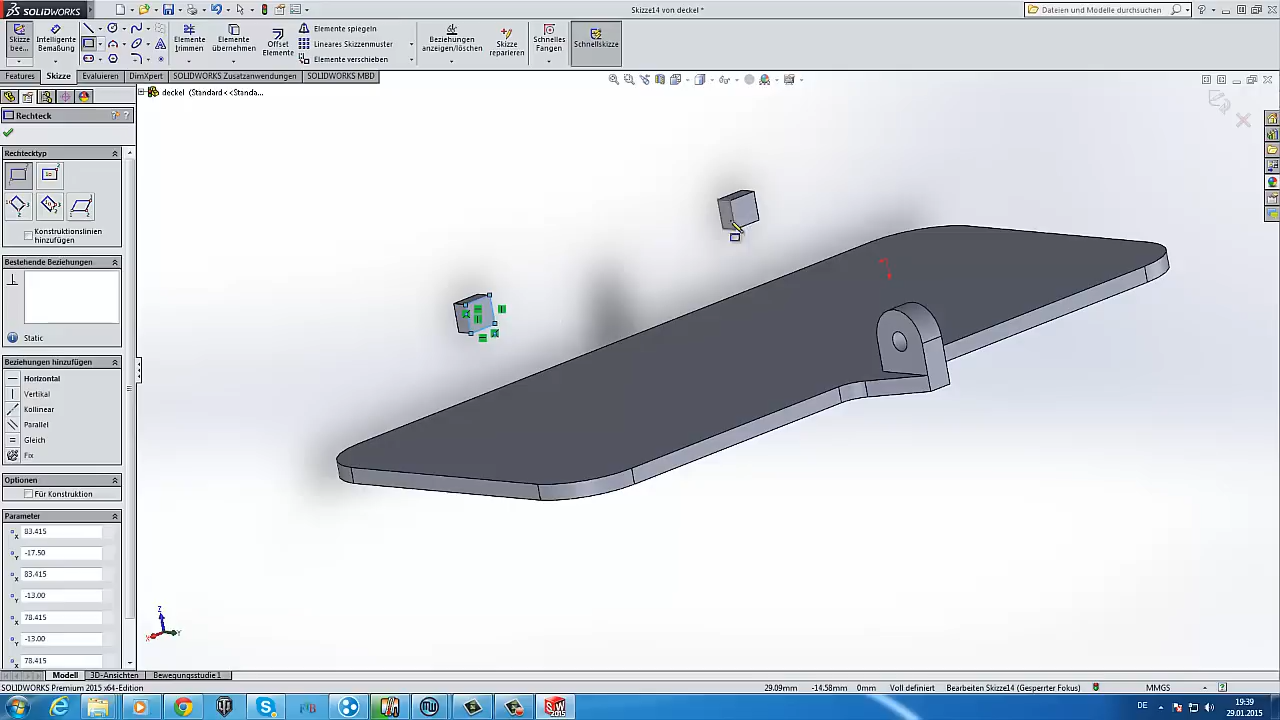 SOLIDWORKS
Skizze14 von deckel *
Dateien und Modelle durchsuchen
Skizze bee...
Intelligente Bemaßung
Elemente trimmen
Elemente übernehmen
Offset Elemente
Elemente spiegeln
Lineares Skizzenmuster
Elemente verschieben
Beziehungen anzeigen/löschen
Skizze reparieren
Schnelles Fangen
Schnellskizze
Features
Skizze
Evaluieren
DimXpert
SOLIDWORKS Zusatzanwendungen
SOLIDWORKS MBD
deckel (Standard<<Standa...
Rechteck
Rechtecktyp
Konstruktionslinien
hinzufügen
Bestehende Beziehungen
Static
Beziehungen hinzufügen
Horizontal
Vertikal
Kollinear
Parallel
Gleich
Fix
Optionen
Für Konstruktion
Parameter
83.415
-17.50
83.415
-13.00
78.415
-13.00
78.415
Z
X
Y
Modell
3D-Ansichten
Bewegungsstudie 1
SOLIDWORKS Premium 2015 x64-Edition
29.09mm
-14.58mm
0mm
Voll definiert
Bearbeiten Skizze14 (Gesperrter Fokus)
MMGS
DE
19:39
29.01.2015